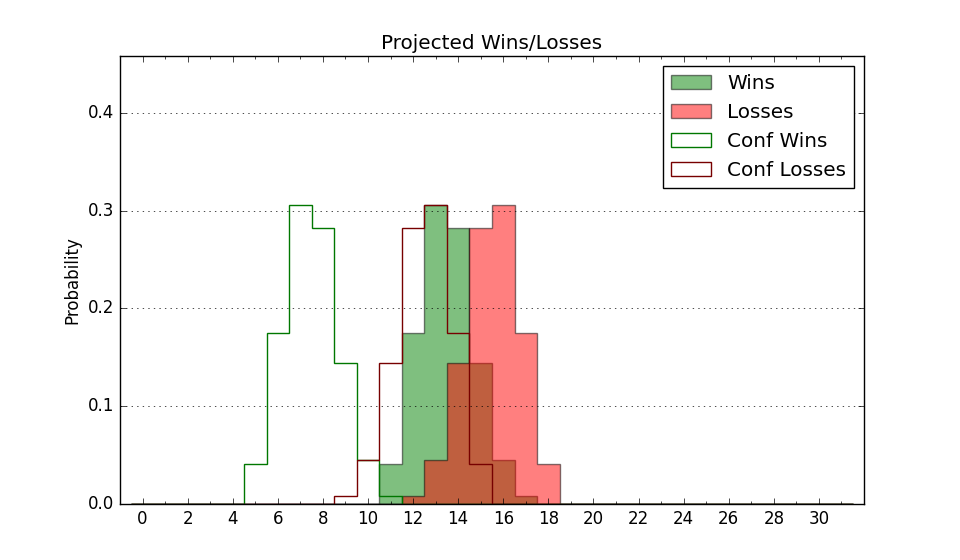 Projected Wins/Losses
Wins
Losses
Conf Wins
Conf Losses
Probability
0.4
0.3
0.2
0.1
0.0
0 2 4 6 8 10 12 14 16 18 20 22 24 26 28 30